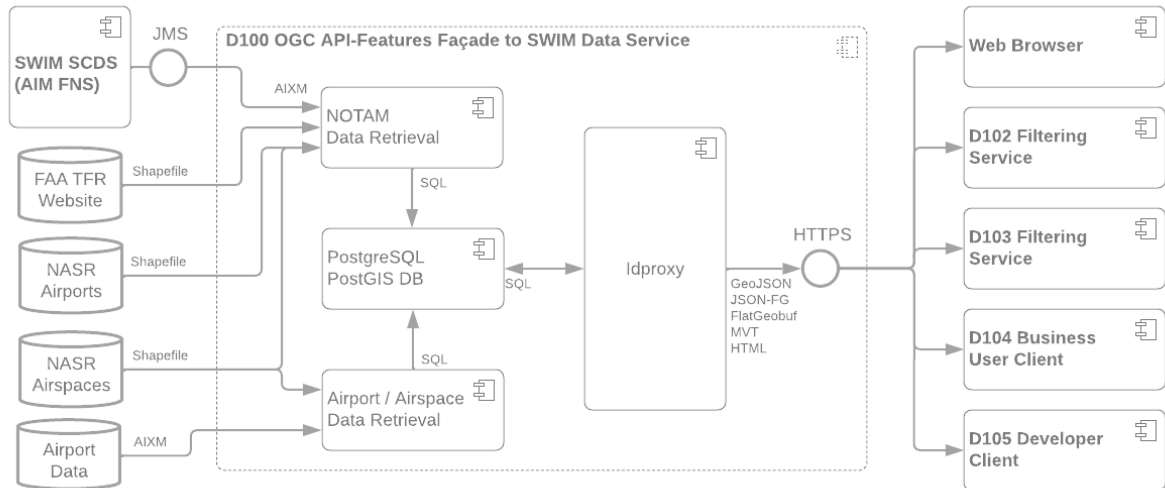 SWIM SCDS
(AIM FNS)
JMS
D100 OGC API-Features Façade to SWIM Data Service
AIXM
NOTAM
Data Retrieval
FAA TFR
Website
Shapefile
SQL
NASR
Airports
Shapefile
PostgreSQL
PostGIS DB
SQL
ldproxy
GeoJSON
JSON-FG
FlatGeobuf
MVT
HTML
HTTPS
NASR
Airspaces
Shapefile
SQL
Airport / Airspace
Data Retrieval
Airport
Data
AIXM
Web Browser
D102 Filtering
Service
D103 Filtering
Service
D104 Business
User Client
D105 Developer
Client